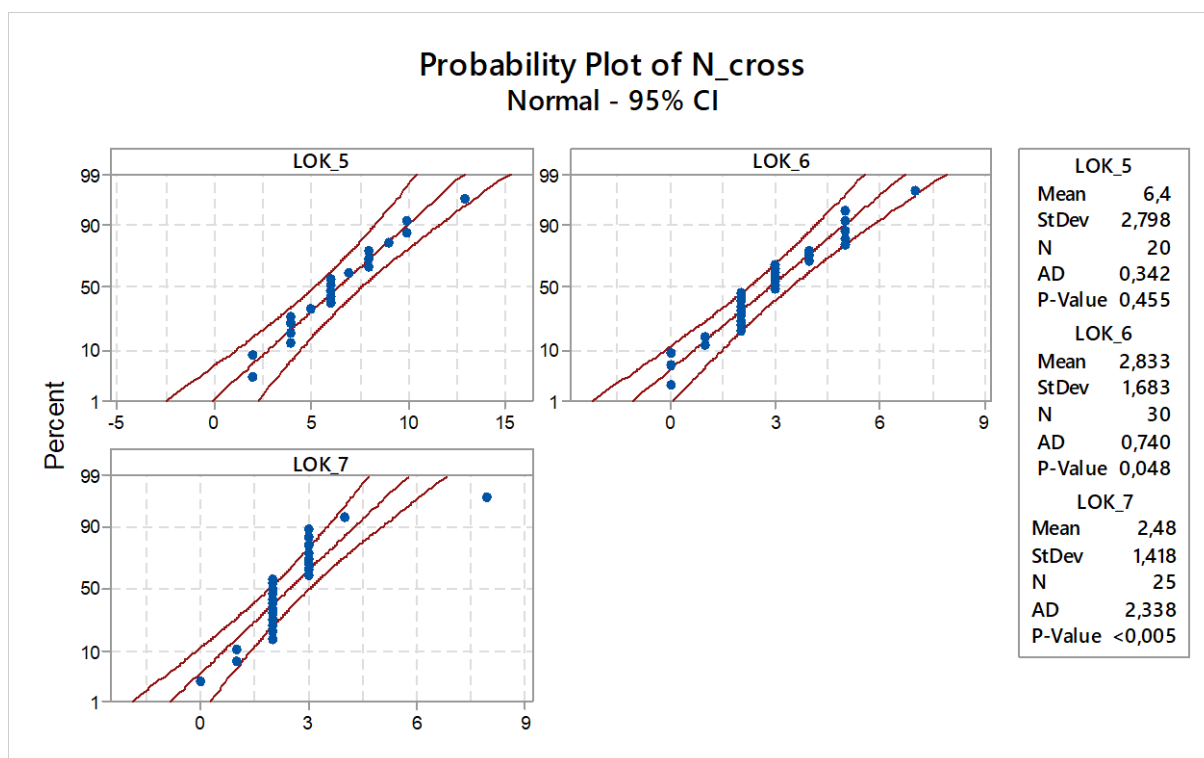 Probability Plot of N_cross
Normal - 95% CI
LOK_5
99
90
50
10
1
-5
0
5
10
15
LOK_6
99
90
50
10
1
0
3
6
9
LOK_7
99
90
50
10
1
0
3
6
9
Percent
LOK_5
Mean 6,4
StDev 2,798
N 20
AD 0,342
P-Value 0,455
LOK_6
Mean 2,833
StDev 1,683
N 30
AD 0,740
P-Value 0,048
LOK_7
Mean 2,48
StDev 1,418
N 25
AD 2,338
P-Value <0,005